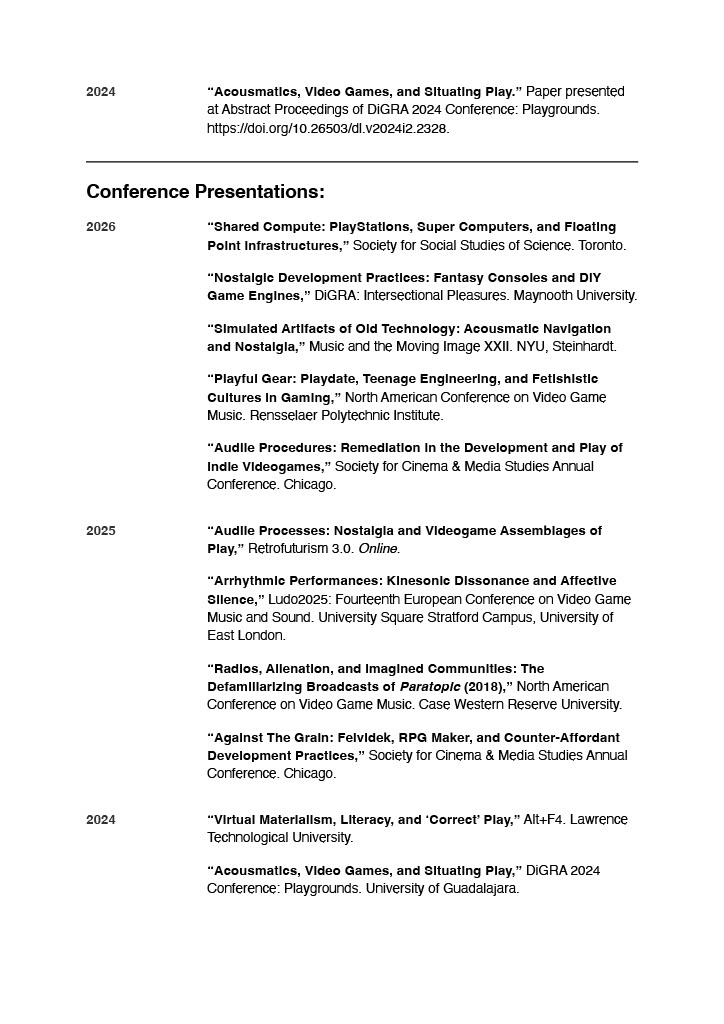 2024
“Acousmatics, Video Games, and Situating Play.” Paper presented
at Abstract Proceedings of DiGRA 2024 Conference: Playgrounds.
https://doi.org/10.26503/dl.v2024i2.2328.
Conference Presentations:
2026
“Shared Compute: PlayStations, Super Computers, and Floating
Point Infrastructures,” Society for Social Studies of Science. Toronto.
“Nostalgic Development Practices: Fantasy Consoles and DIY
Game Engines,” DiGRA: Intersectional Pleasures. Maynooth University.
“Simulated Artifacts of Old Technology: Acousmatic Navigation
and Nostalgia,” Music and the Moving Image XXII. NYU, Steinhardt.
“Playful Gear: Playdate, Teenage Engineering, and Fetishistic
Cultures in Gaming,” North American Conference on Video Game
Music. Rensselaer Polytechnic Institute.
“Audile Procedures: Remediation in the Development and Play of
Indie Videogames,” Society for Cinema & Media Studies Annual
Conference. Chicago.
2025
“Audile Processes: Nostalgia and Videogame Assemblages of
Play,” Retrofuturism 3.0. Online.
“Arrhythmic Performances: Kinesonic Dissonance and Affective
Silence,” Ludo2025: Fourteenth European Conference on Video Game
Music and Sound. University Square Stratford Campus, University of
East London.
“Radios, Alienation, and Imagined Communities: The
Defamiliarizing Broadcasts of Paratopic (2018),” North American
Conference on Video Game Music. Case Western Reserve University.
“Against The Grain: Felvidek, RPG Maker, and Counter-Affordant
Development Practices,” Society for Cinema & Media Studies Annual
Conference. Chicago.
2024
“Virtual Materialism, Literacy, and ‘Correct’ Play,” Alt+F4. Lawrence
Technological University.
“Acousmatics, Video Games, and Situating Play,” DiGRA 2024
Conference: Playgrounds. University of Guadalajara.